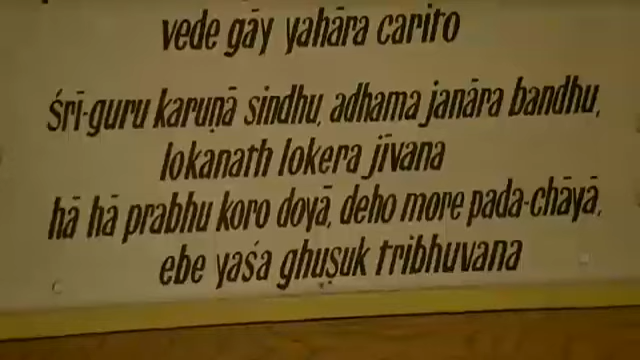 vede gāy yahāra carito
śrī-guru karuṇā sindhu, adhama janāra bandhu,
lokanath lokera jīvana
hā hā prabhu koro doyā, deho more pada-chāyā,
ebe yaśa ghuṣuk tribhuvana